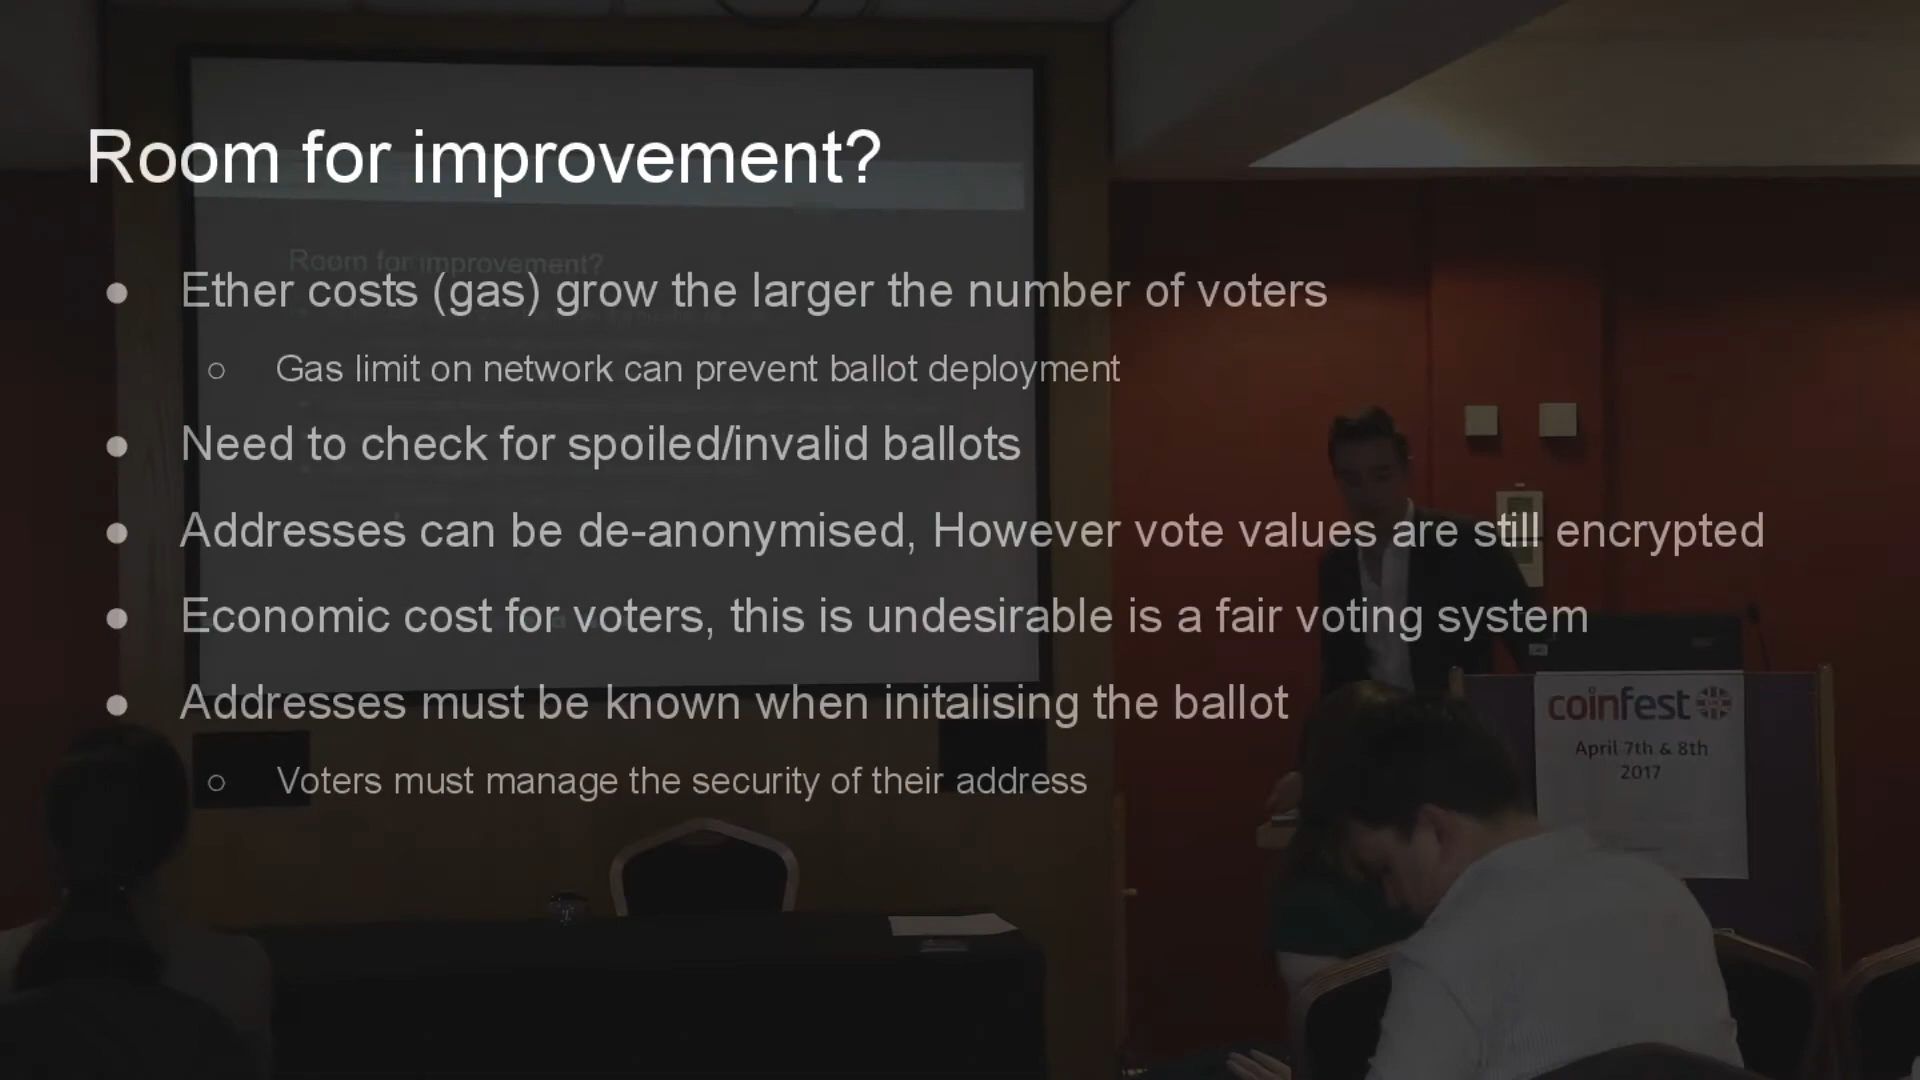 Room for improvement?
Room for improvement?
● Ether costs (gas) grow the larger the number of voters
○ Gas limit on network can prevent ballot deployment
● Need to check for spoiled/invalid ballots
● Addresses can be de-anonymised, However vote values are still encrypted
● Economic cost for voters, this is undesirable is a fair voting system
● Addresses must be known when initalising the ballot
○ Voters must manage the security of their address
coinfest
April 7th & 8th
2017